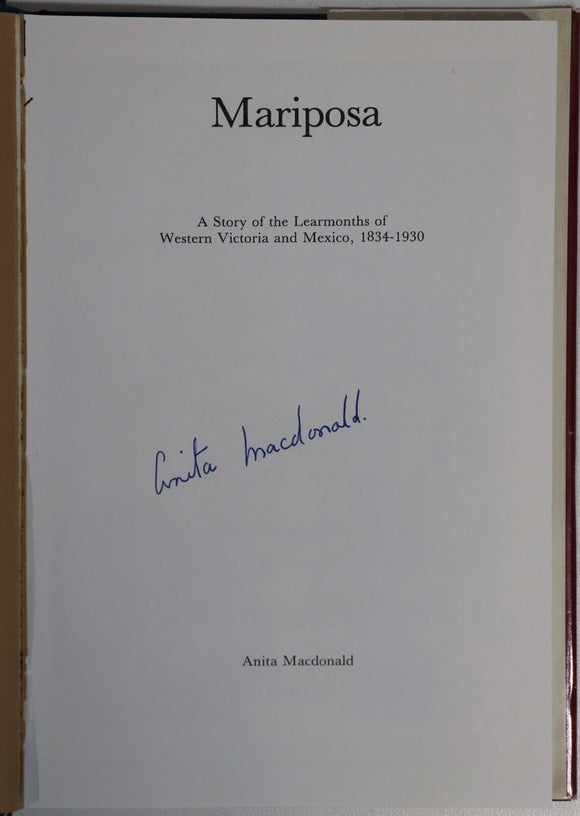 Mariposa
A Story of the Learmonths of
Western Victoria and Mexico, 1834-1930
Anita Macdonald.
Anita Macdonald